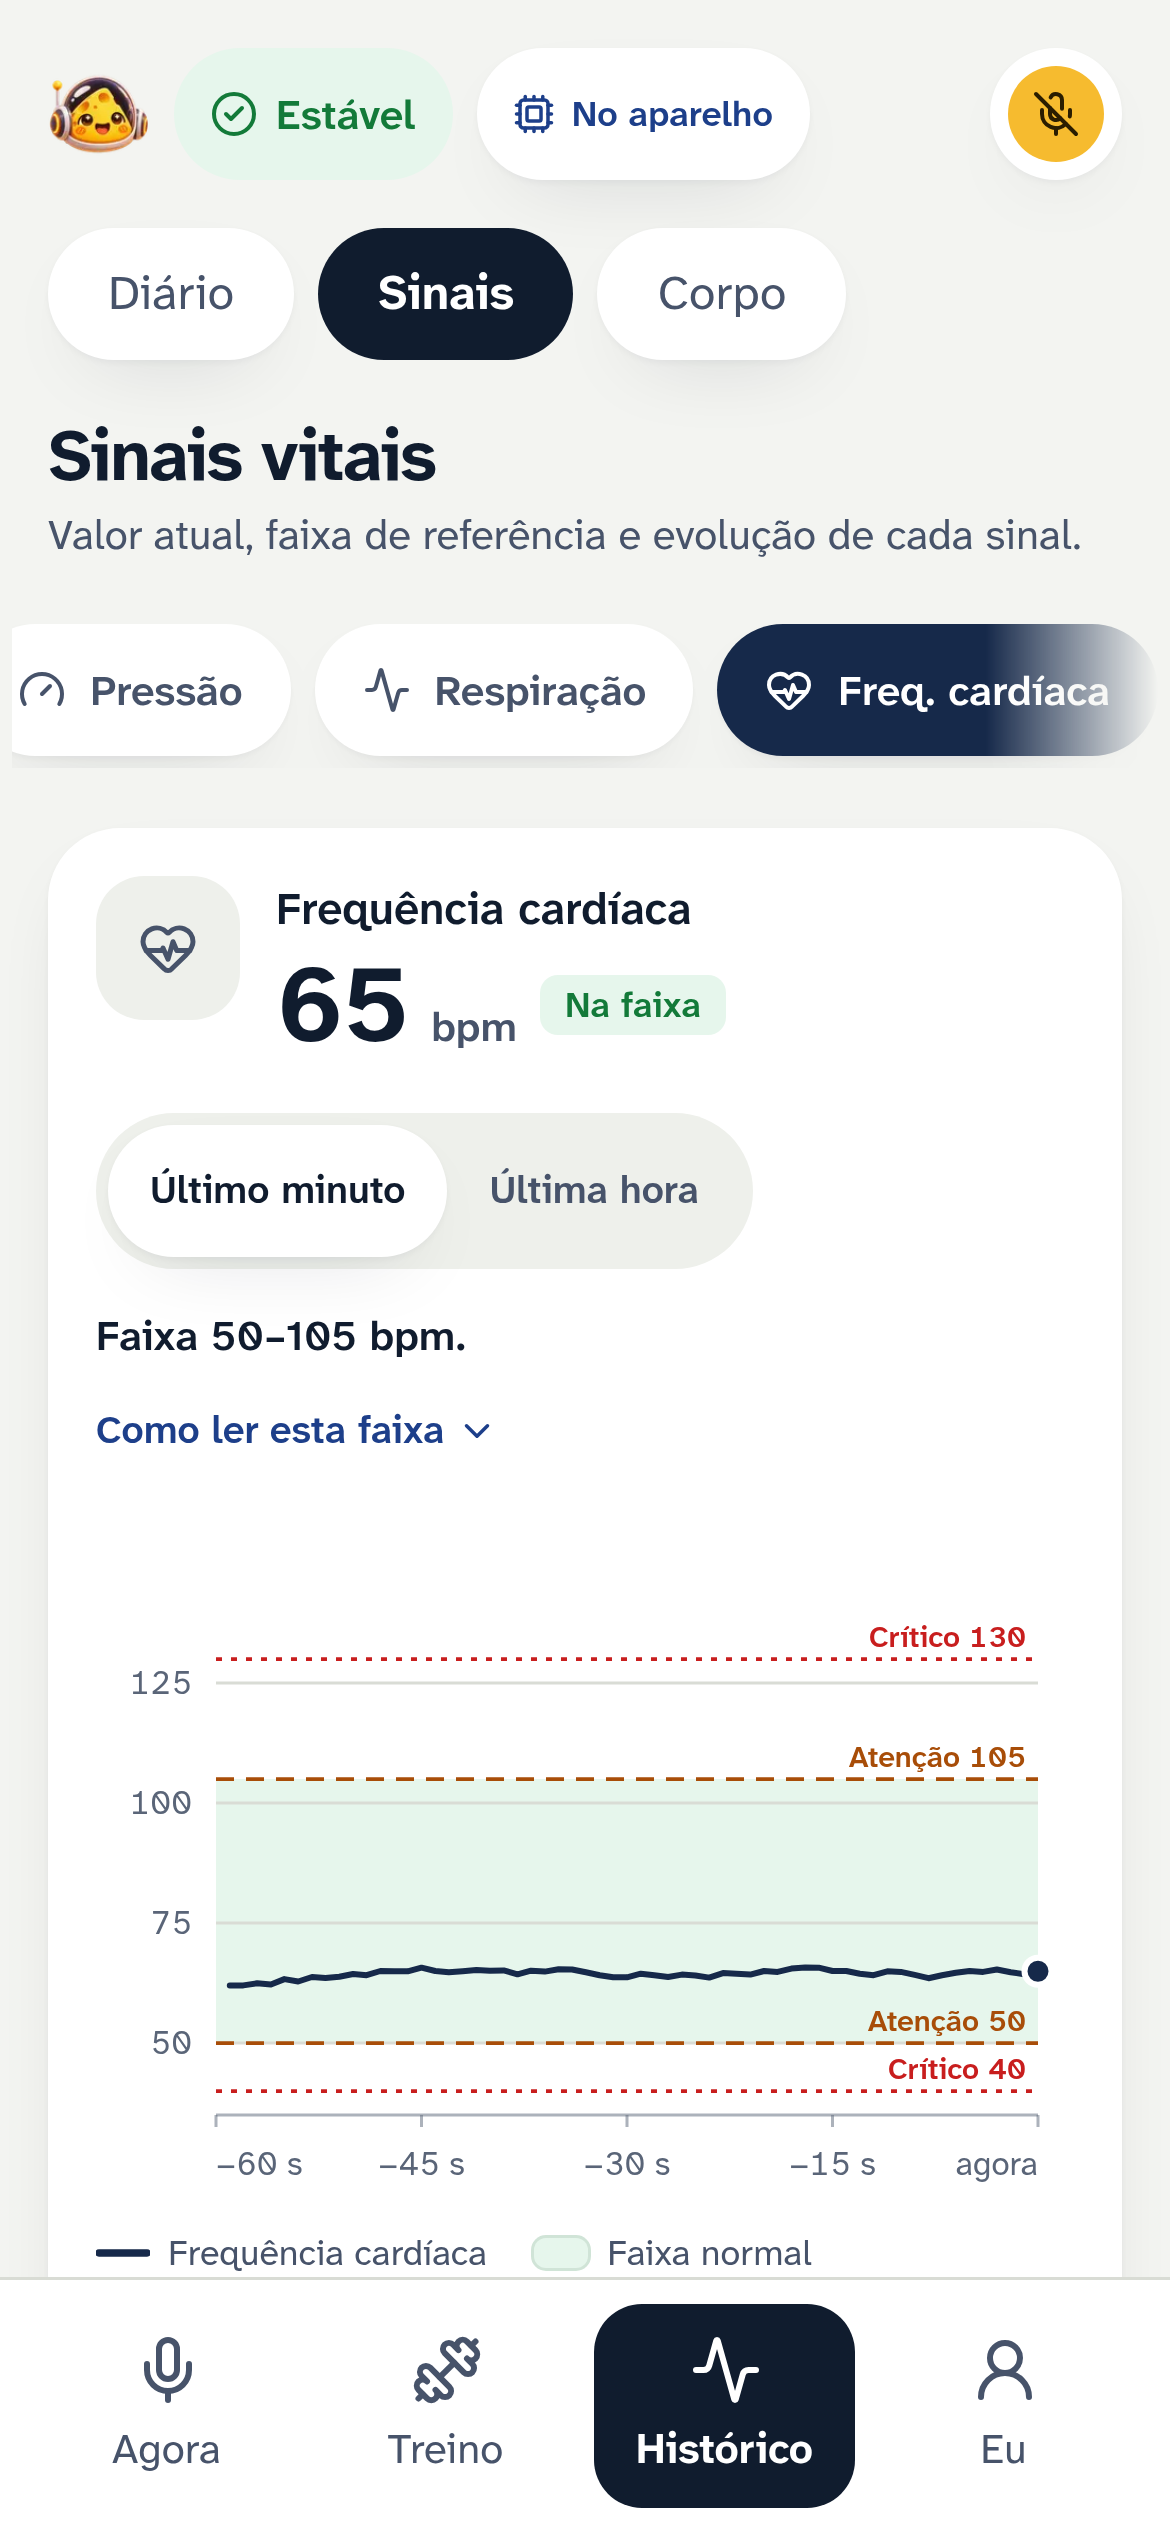 Estável
No aparelho
Diário
Sinais
Corpo
Sinais vitais
Valor atual, faixa de referência e evolução de cada sinal.
Pressão
Respiração
Freq. cardíaca
Frequência cardíaca
65 bpm
Na faixa
Último minuto
Última hora
Faixa 50–105 bpm.
Como ler esta faixa
Crítico 130
125
Atenção 105
100
75
Atenção 50
50
Crítico 40
−60 s
−45 s
−30 s
−15 s
agora
Frequência cardíaca
Faixa normal
Agora
Treino
Histórico
Eu